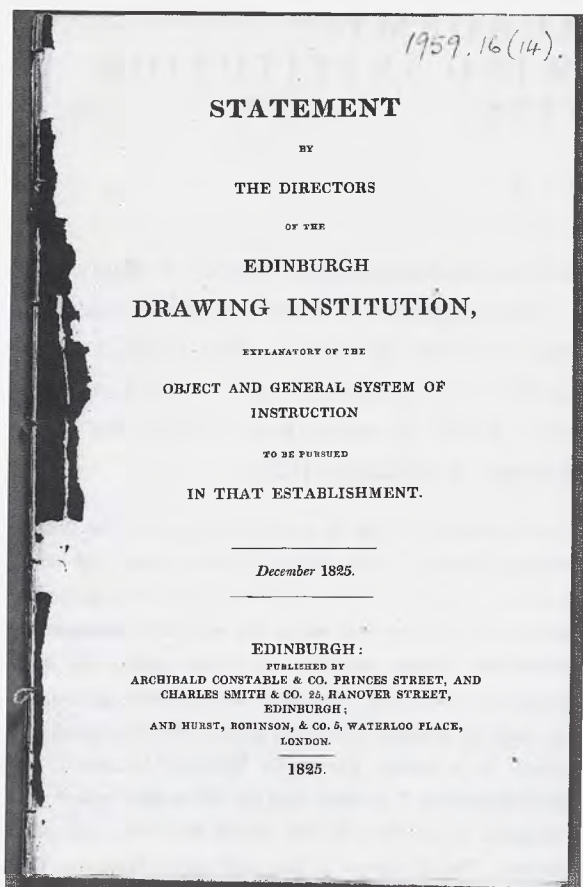 1959.16(14).
STATEMENT
BY
THE DIRECTORS
OF THE
EDINBURGH
DRAWING INSTITUTION,
EXPLANATORY OF THE
OBJECT AND GENERAL SYSTEM OF
INSTRUCTION
TO BE PURSUED
IN THAT ESTABLISHMENT.
December 1825.
EDINBURGH:
PUBLISHED BY
ARCHIBALD CONSTABLE & CO. PRINCES STREET, AND
CHARLES SMITH & CO. 25, HANOVER STREET,
EDINBURGH;
AND HURST, ROBINSON, & CO. 5, WATERLOO PLACE,
LONDON.
1825.